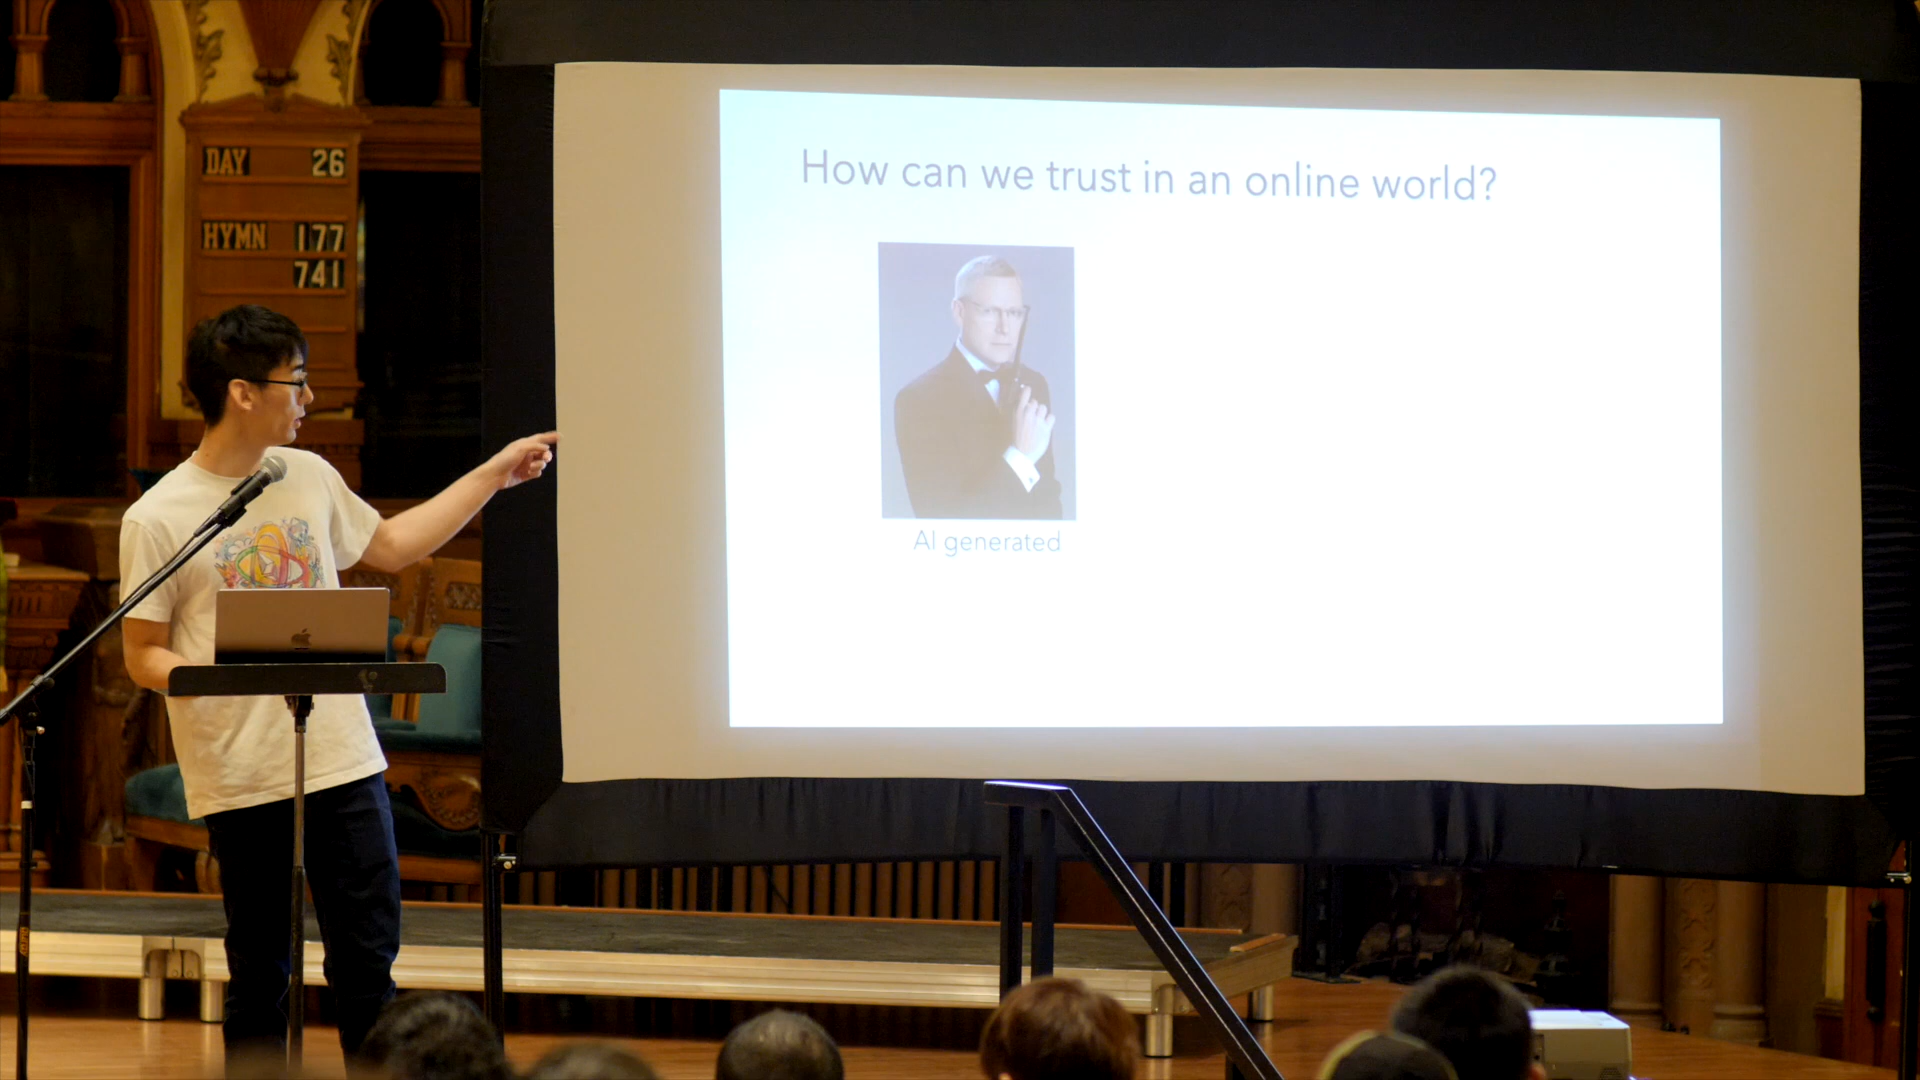 DAY 26
HYMN 177
741
How can we trust in an online world?
AI generated